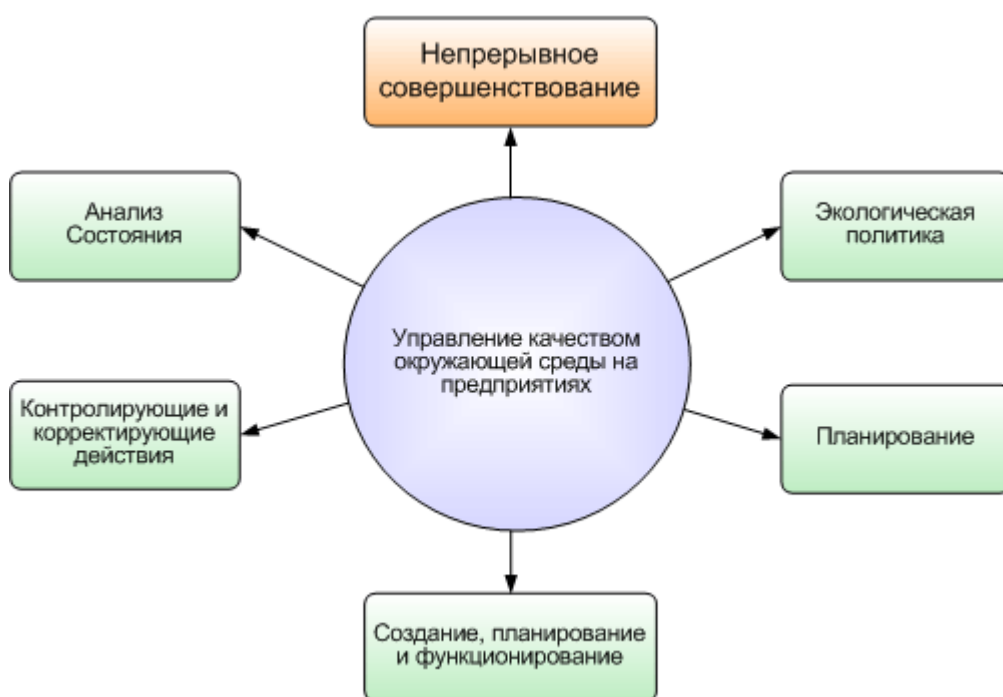 Непрерывное
совершенствование
Анализ
Состояния
Экологическая
политика
Управление качеством
окружающей среды на
предприятиях
Контролирующие и
корректирующие
действия
Планирование
Создание, планирование
и функционирование